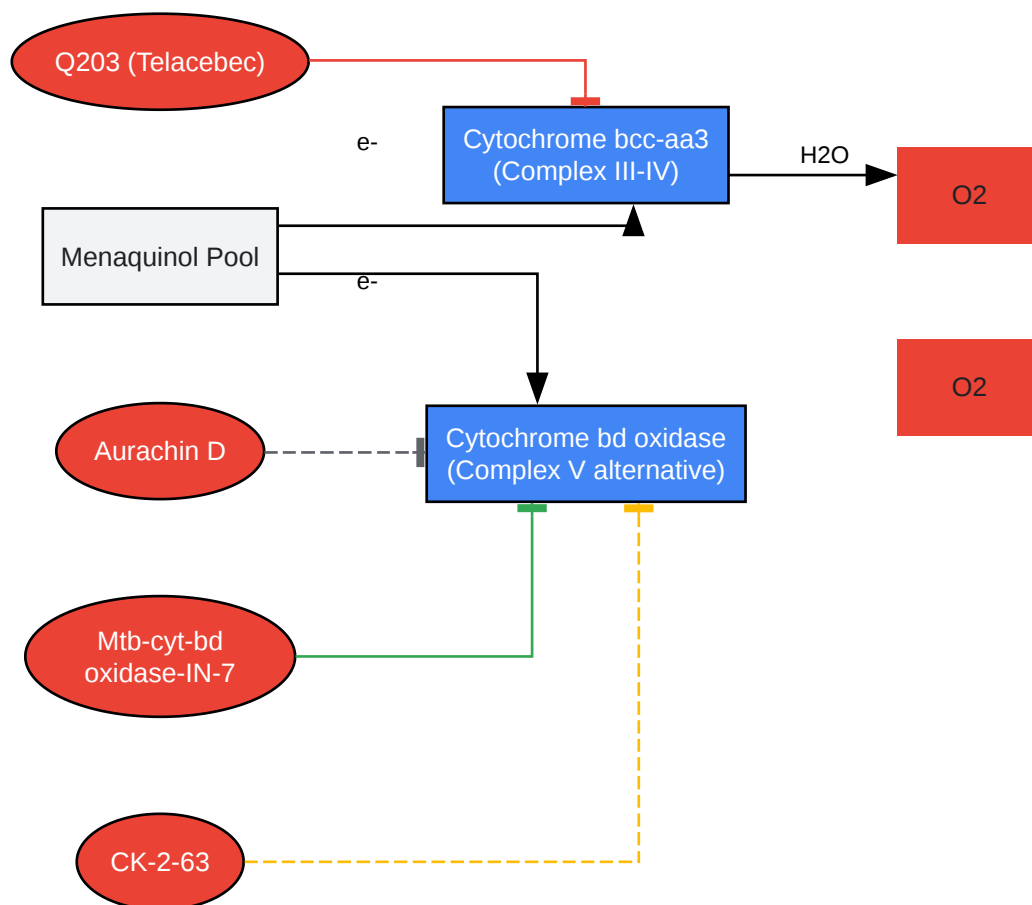 Q203 (Telacebec)
Cytochrome bcc-aa3
(Complex III-IV)
e-
H2O
O2
Menaquinol Pool
e-
O2
Aurachin D
Cytochrome bd oxidase
(Complex V alternative)
Mtb-cyt-bd
oxidase-IN-7
CK-2-63